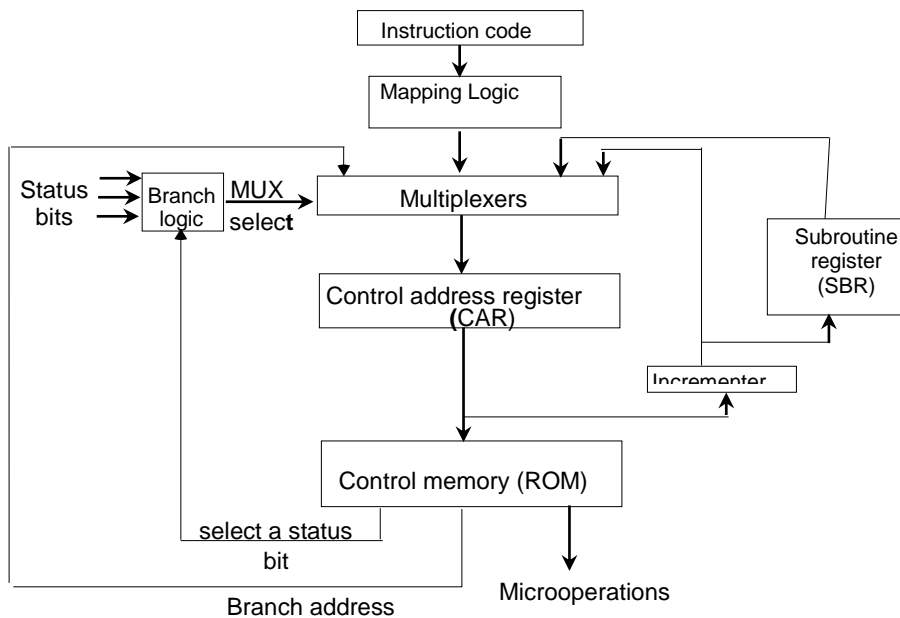 Instruction code
Mapping Logic
Status
bits
Branch
logic
MUX
select
Multiplexers
Subroutine
register
(SBR)
Control address register
(CAR)
Incrementer
Control memory (ROM)
select a status
bit
Microoperations
Branch address